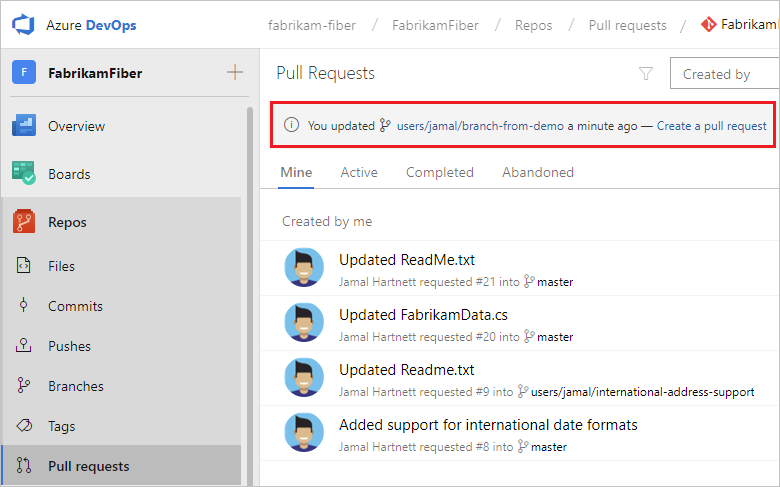 Azure DevOps
fabrikam-fiber / FabrikamFiber / Repos / Pull requests / FabrikamF
F FabrikamFiber
Overview
Boards
Repos
Files
Commits
Pushes
Branches
Tags
Pull requests
Pull Requests
Created by
You updated users/jamal/branch-from-demo a minute ago — Create a pull request
Mine Active Completed Abandoned
Created by me
Updated ReadMe.txt
Jamal Hartnett requested #21 into master
Updated FabrikamData.cs
Jamal Hartnett requested #20 into master
Updated Readme.txt
Jamal Hartnett requested #9 into users/jamal/international-address-support
Added support for international date formats
Jamal Hartnett requested #8 into master